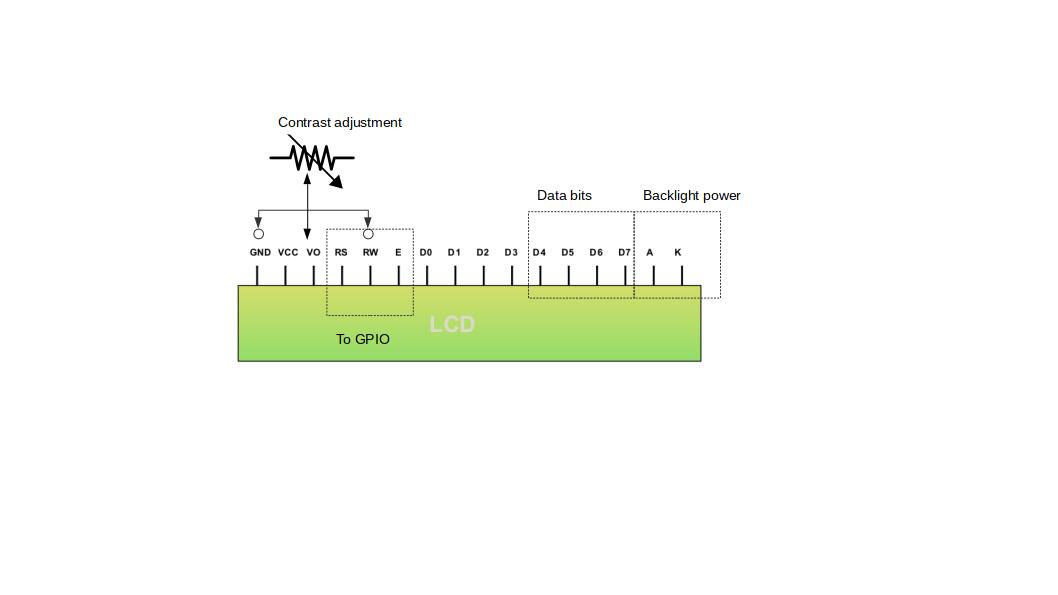 Contrast adjustment
Data bits Backlight power
GND VCC VO RS RW E D0 D1 D2 D3 D4 D5 D6 D7 A K
LCD
To GPIO